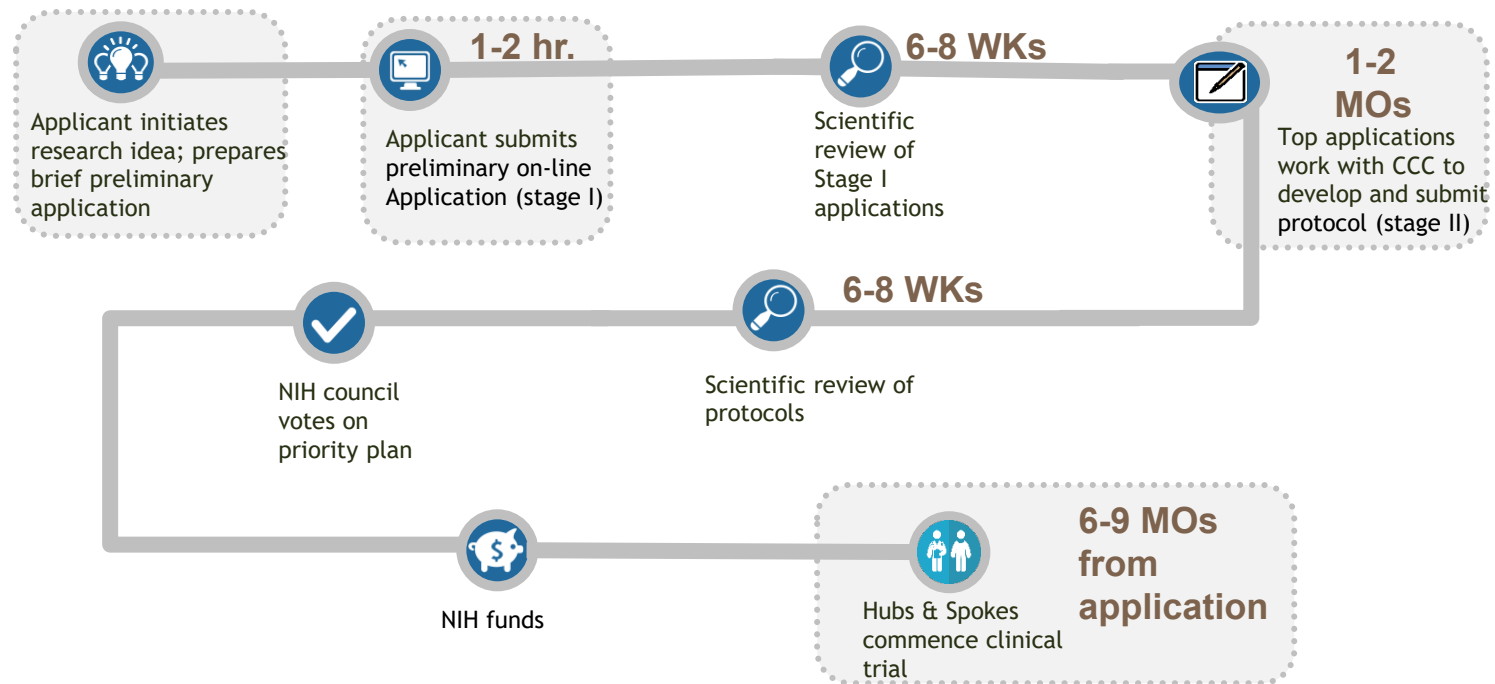 1-2 hr.
6-8 WKs
1-2
MOs
Applicant initiates
research idea; prepares
brief preliminary
application
Applicant submits
preliminary on-line
Application (stage I)
Scientific
review of
Stage I
applications
Top applications
work with CCC to
develop and submit
protocol (stage II)
6-8 WKs
NIH council
votes on
priority plan
Scientific review of
protocols
$
NIH funds
Hubs & Spokes
commence clinical
trial
6-9 MOs
from
application